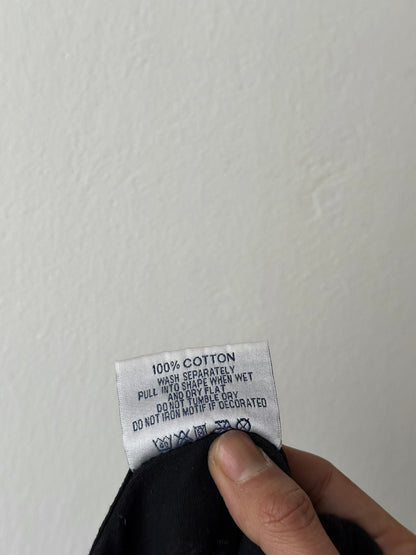 100% COTTON
WASH SEPARATELY
PULL INTO SHAPE WHEN WET
AND DRY FLAT
DO NOT TUMBLE DRY
DO NOT IRON MOTIF IF DECORATED